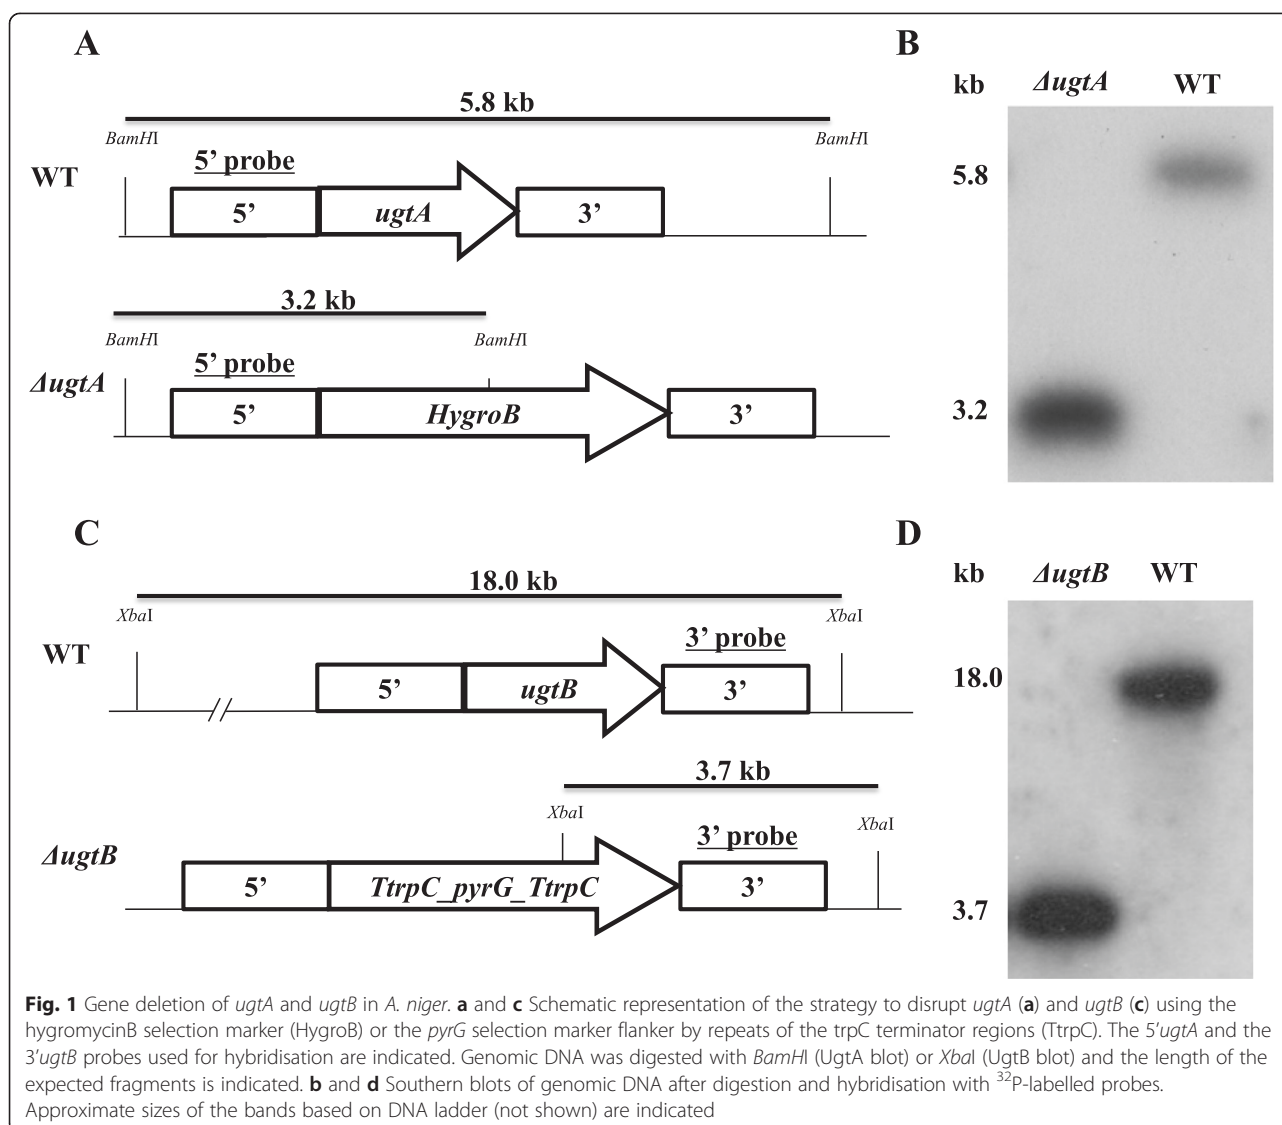 A
5.8 kb
BamHI
BamHI
WT
5’ probe
5’
ugtA
3’
3.2 kb
BamHI
BamHI
ΔugtA
5’ probe
5’
HygroB
3’
B
kb
ΔugtA
WT
5.8
3.2
C
18.0 kb
XbaI
XbaI
WT
3’ probe
5’
ugtB
3’
3.7 kb
XbaI
XbaI
ΔugtB
3’ probe
5’
TtrpC_pyrG_TtrpC
3’
D
kb
ΔugtB
WT
18.0
3.7
Fig. 1 Gene deletion of ugtA and ugtB in A. niger. a and c Schematic representation of the strategy to disrupt ugtA (a) and ugtB (c) using the
hygromycinB selection marker (HygroB) or the pyrG selection marker flanker by repeats of the trpC terminator regions (TtrpC). The 5′ugtA and the
3′ugtB probes used for hybridisation are indicated. Genomic DNA was digested with BamHI (UgtA blot) or XbaI (UgtB blot) and the length of the
expected fragments is indicated. b and d Southern blots of genomic DNA after digestion and hybridisation with ³²P-labelled probes.
Approximate sizes of the bands based on DNA ladder (not shown) are indicated